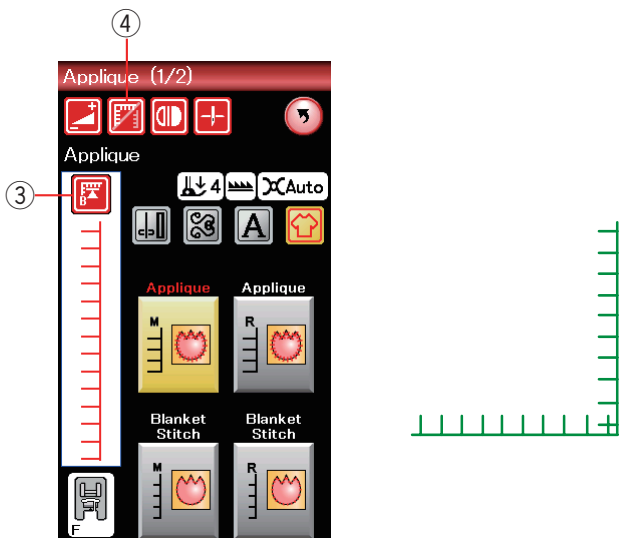 4
Applique (1/2)
Applique
3
B
4
Auto
A
Applique Applique
M R
Blanket Stitch
Blanket Stitch
M R
F